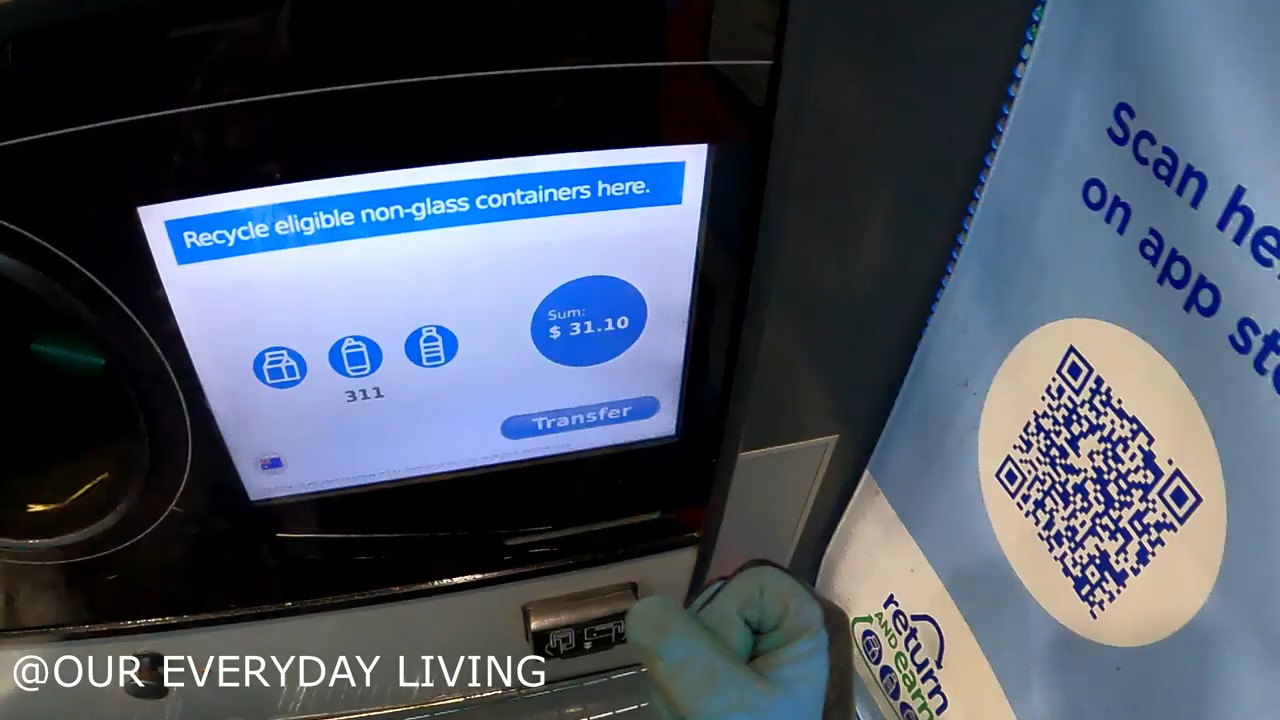 Recycle eligible non-glass containers here.
Sum:
$ 31.10
311
Transfer
scan he
on app sto
return
AND earn
@OUR EVERYDAY LIVING